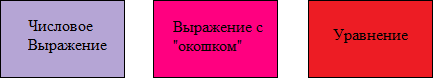 Числовое
Выражение
Выражение с
"окошком"
Уравнение